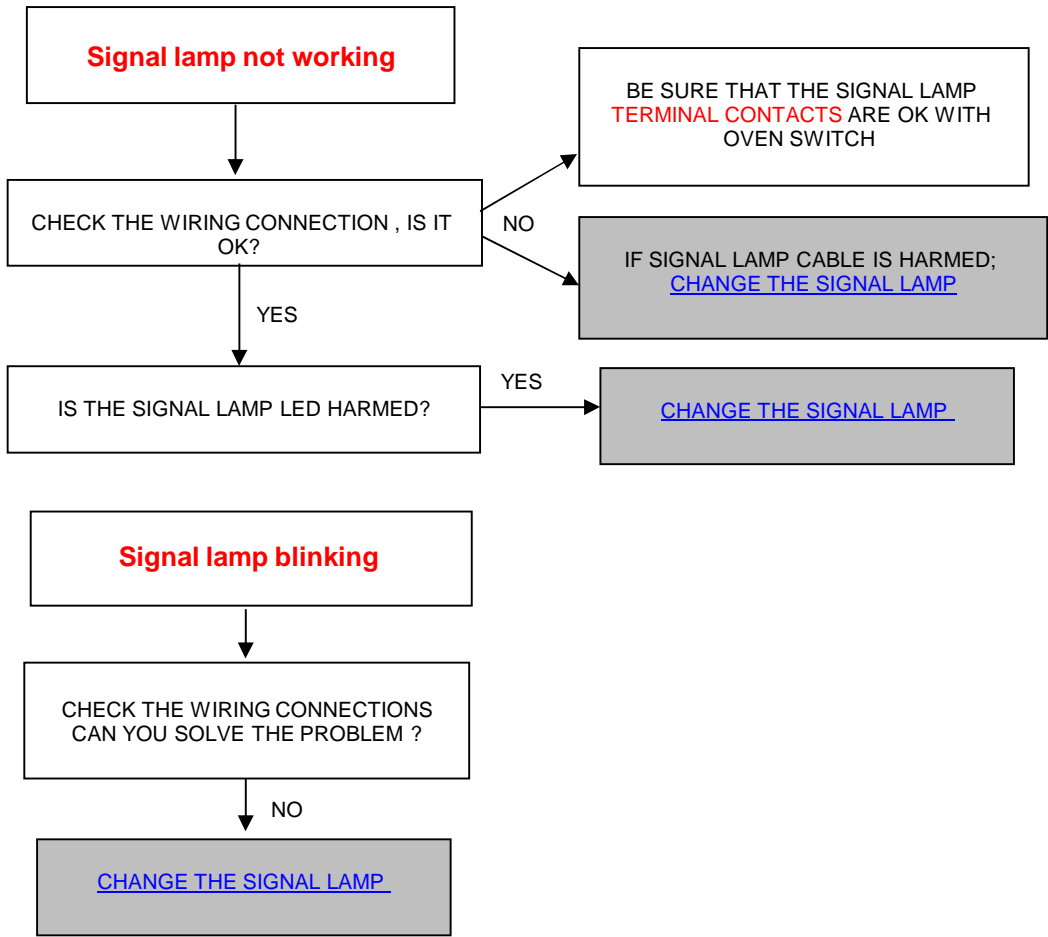 Signal lamp not working
BE SURE THAT THE SIGNAL LAMP
TERMINAL CONTACTS ARE OK WITH
OVEN SWITCH
CHECK THE WIRING CONNECTION , IS IT
OK?
NO
IF SIGNAL LAMP CABLE IS HARMED;
CHANGE THE SIGNAL LAMP
YES
IS THE SIGNAL LAMP LED HARMED?
YES
CHANGE THE SIGNAL LAMP
Signal lamp blinking
CHECK THE WIRING CONNECTIONS
CAN YOU SOLVE THE PROBLEM ?
NO
CHANGE THE SIGNAL LAMP